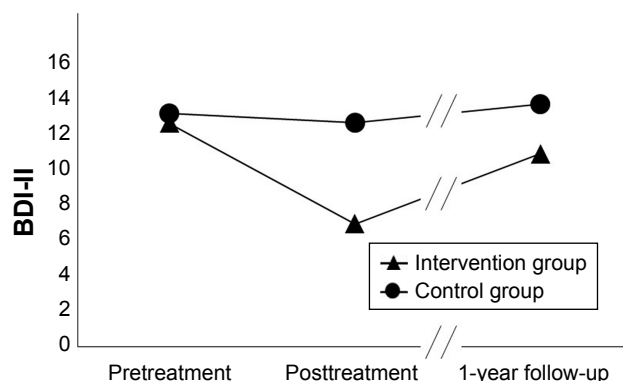 16
14
12
10
8
6
4
2
0
BDI-II
Intervention group
Control group
Pretreatment Posttreatment 1-year follow-up